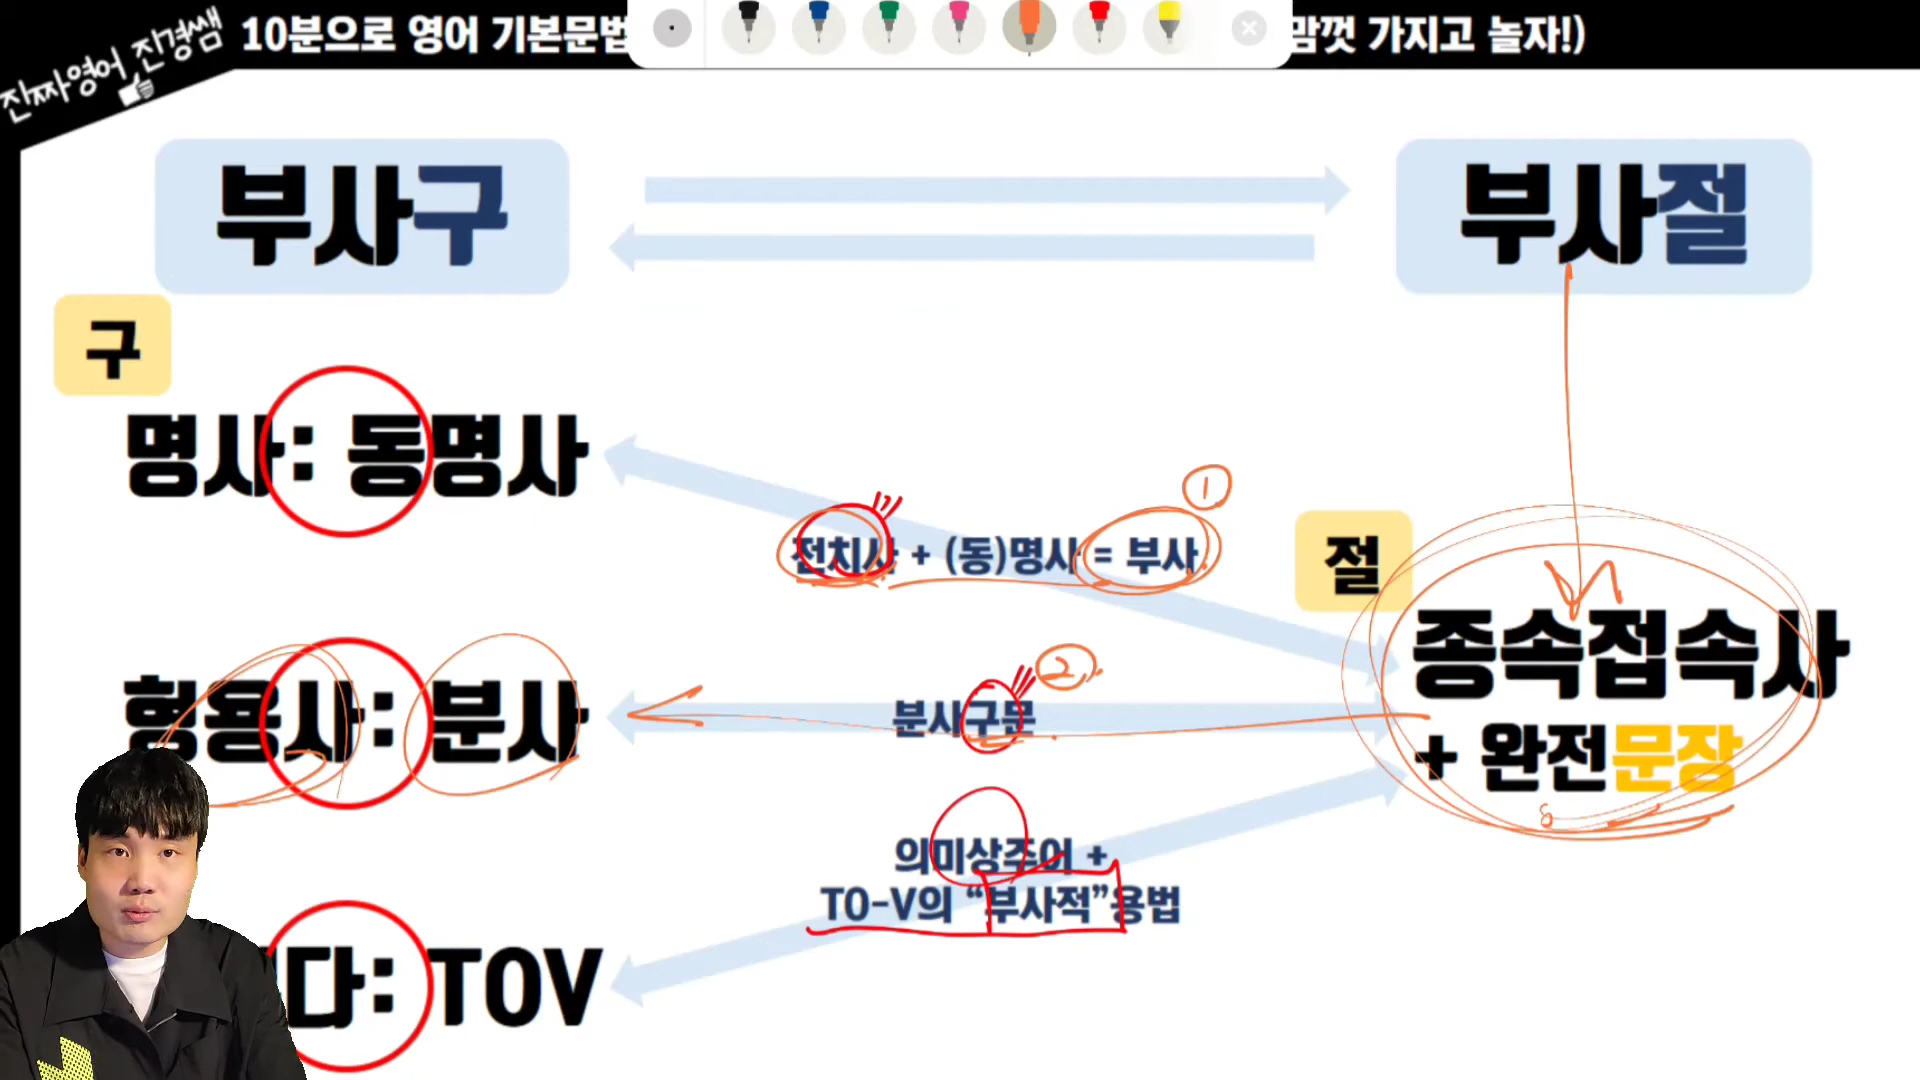 진짜영어 진경쌤
10분으로 영어 기본문법
맘껏 가지고 놀자!)
부사구
부사절
구
명사: 동명사
전치사 + (동)명사 = 부사
1
절
종속접속사
+ 완전문장
형용사: 분사
분사구문
2
의미상주어 +
TO-V의 “부사적”용법
다: TOV